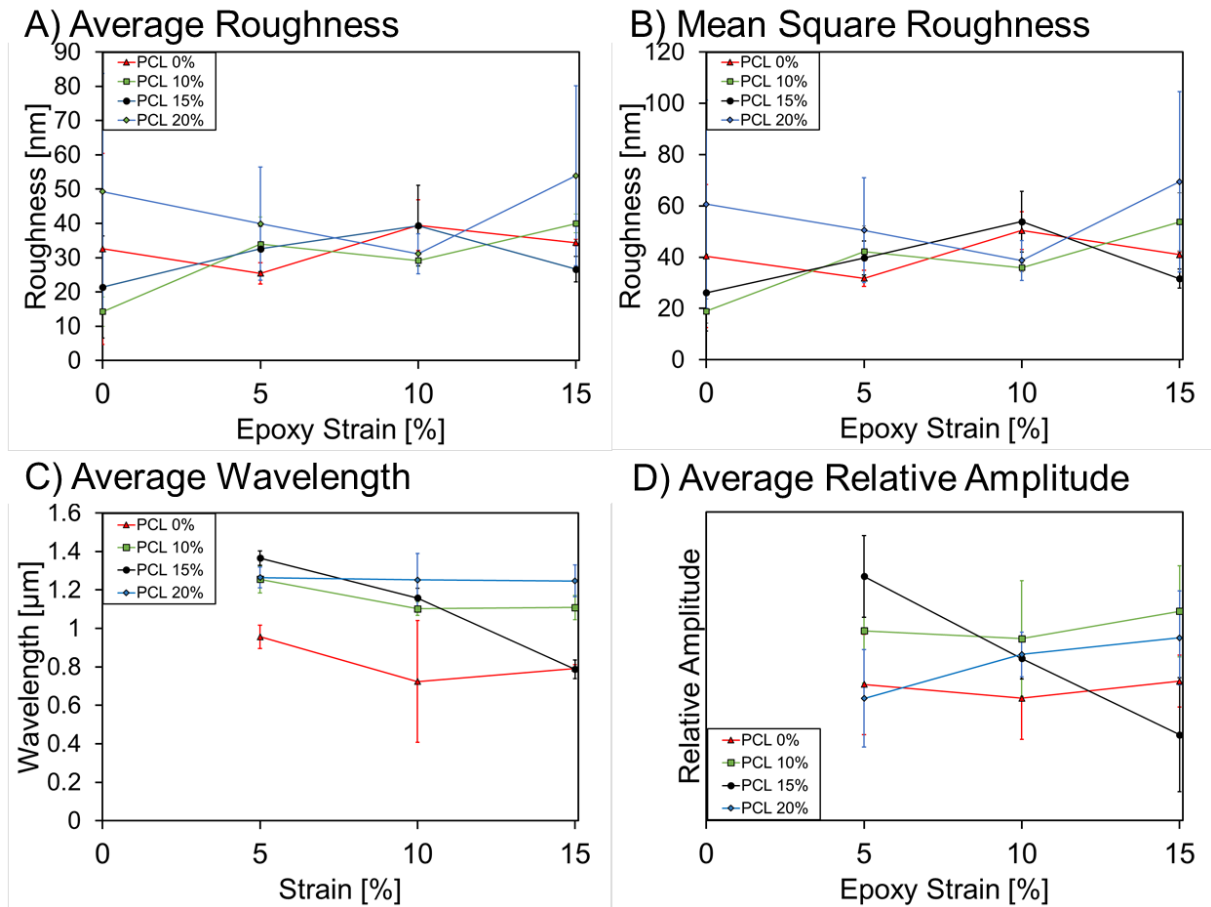 A) Average Roughness
90
80
70
60
50
40
30
20
10
0
Roughness [nm]
PCL 0%
PCL 10%
PCL 15%
PCL 20%
0 5 10 15
Epoxy Strain [%]
B) Mean Square Roughness
120
100
80
60
40
20
0
Roughness [nm]
PCL 0%
PCL 10%
PCL 15%
PCL 20%
0 5 10 15
Epoxy Strain [%]
C) Average Wavelength
1.6
1.4
1.2
1
0.8
0.6
0.4
0.2
0
Wavelength [μm]
PCL 0%
PCL 10%
PCL 15%
PCL 20%
0 5 10 15
Strain [%]
D) Average Relative Amplitude
Relative Amplitude
PCL 0%
PCL 10%
PCL 15%
PCL 20%
0 5 10 15
Epoxy Strain [%]